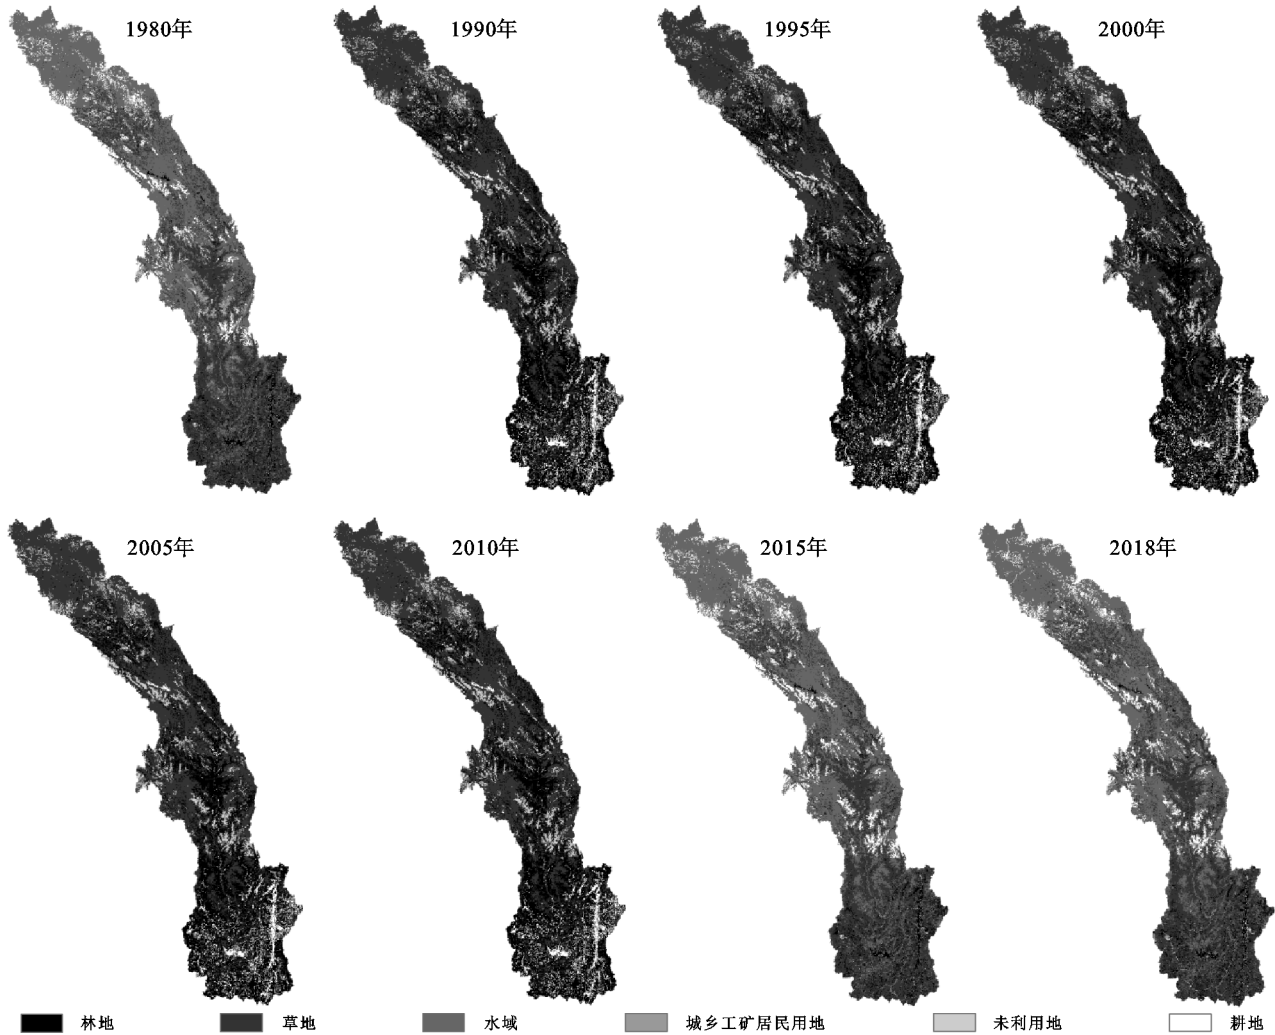 1980年 1990年 1995年 2000年
2005年 2010年 2015年 2018年
林地 草地 水域 城乡工矿居民用地 未利用地 耕地